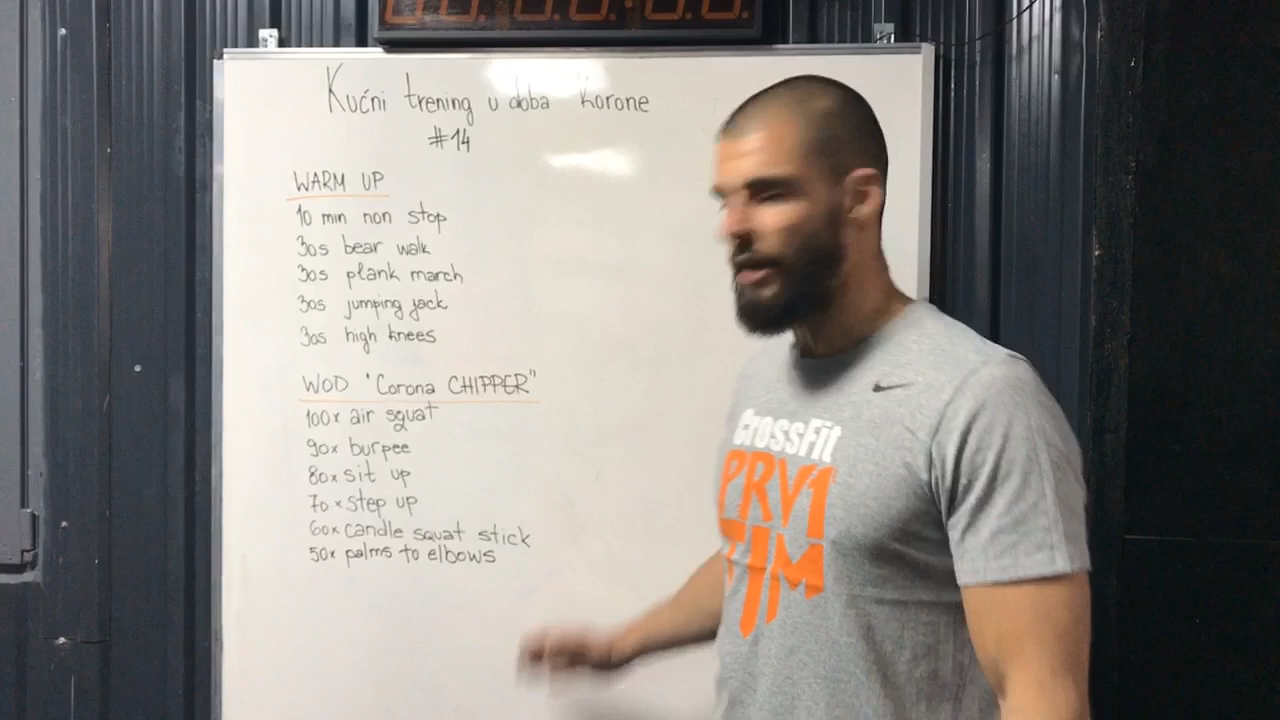 Kućni trening u doba Korone
#14
WARM UP
10 min non stop
30s bear walk
30s plank march
30s jumping jack
30s high knees
WOD "Corona CHIPPER"
100x air squat
90x burpee
80x sit up
70x step up
60x candle squat stick
50x palms to elbows
CrossFit
PRVI
TIM